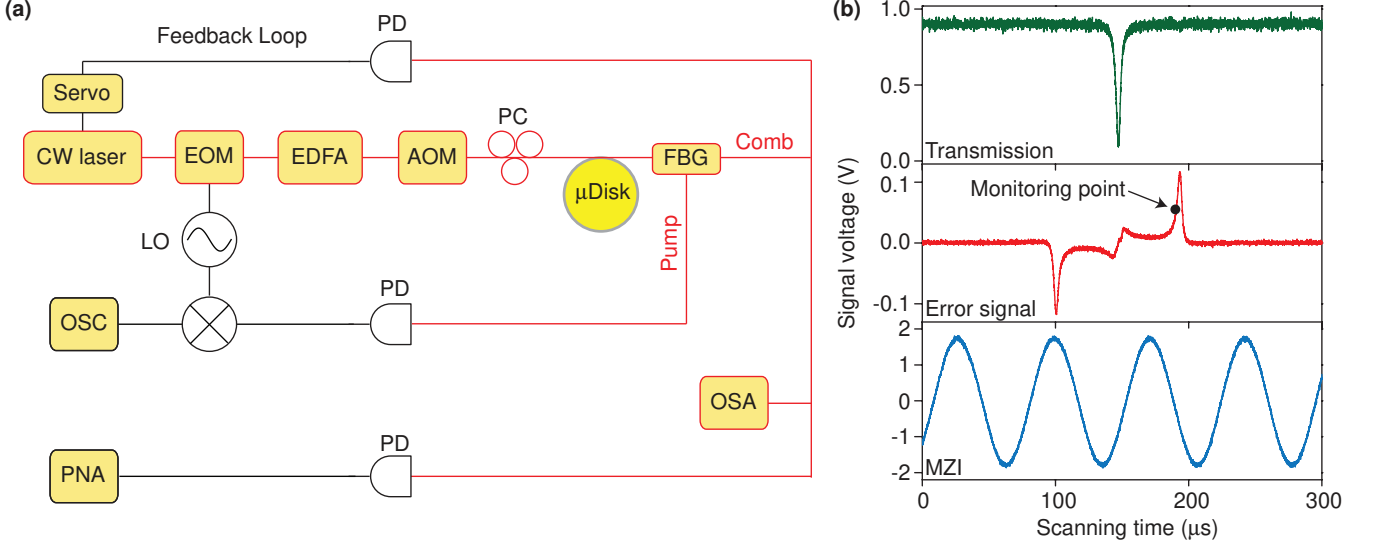 (a)
PD
Feedback Loop
Servo
PC
CW laser
EOM
EDFA
AOM
FBG
Comb
μDisk
LO
Pump
PD
OSC
OSA
PD
PNA
(b)
Signal voltage (V)
1.0
0.5
0.0
Transmission
0.1
Monitoring point
0.0
-0.1
Error signal
2
1
0
-1
-2
MZI
0
100
200
300
Scanning time (μs)